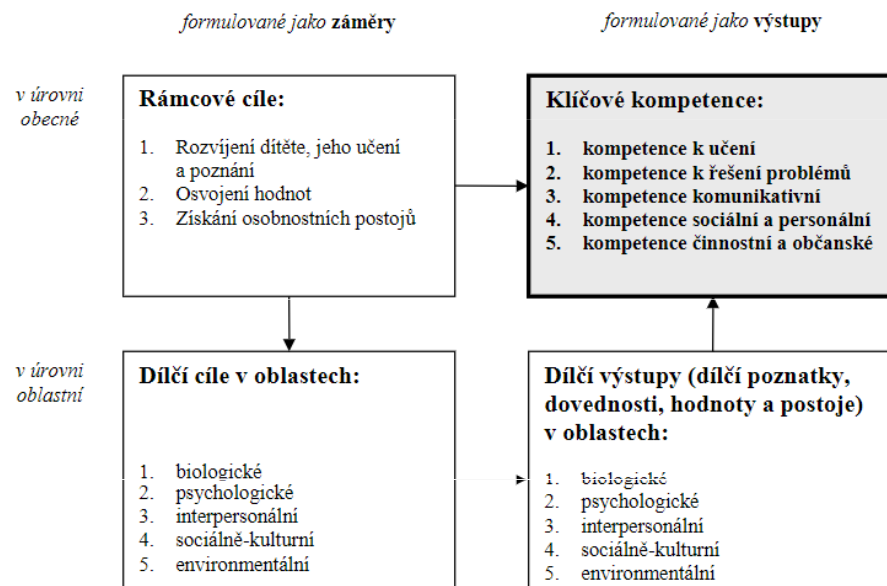 formulované jako záměry
formulované jako výstupy
v úrovni
obecné
Rámcové cíle:
1. Rozvíjení dítěte, jeho učení
a poznání
2. Osvojení hodnot
3. Získání osobnostních postojů
Klíčové kompetence:
1. kompetence k učení
2. kompetence k řešení problémů
3. kompetence komunikativní
4. kompetence sociální a personální
5. kompetence činnostní a občanské
v úrovni
oblastní
Dílčí cíle v oblastech:
1. biologické
2. psychologické
3. interpersonální
4. sociálně-kulturní
5. environmentální
Dílčí výstupy (dílčí poznatky,
dovednosti, hodnoty a postoje)
v oblastech:
1. biologické
2. psychologické
3. interpersonální
4. sociálně-kulturní
5. environmentální